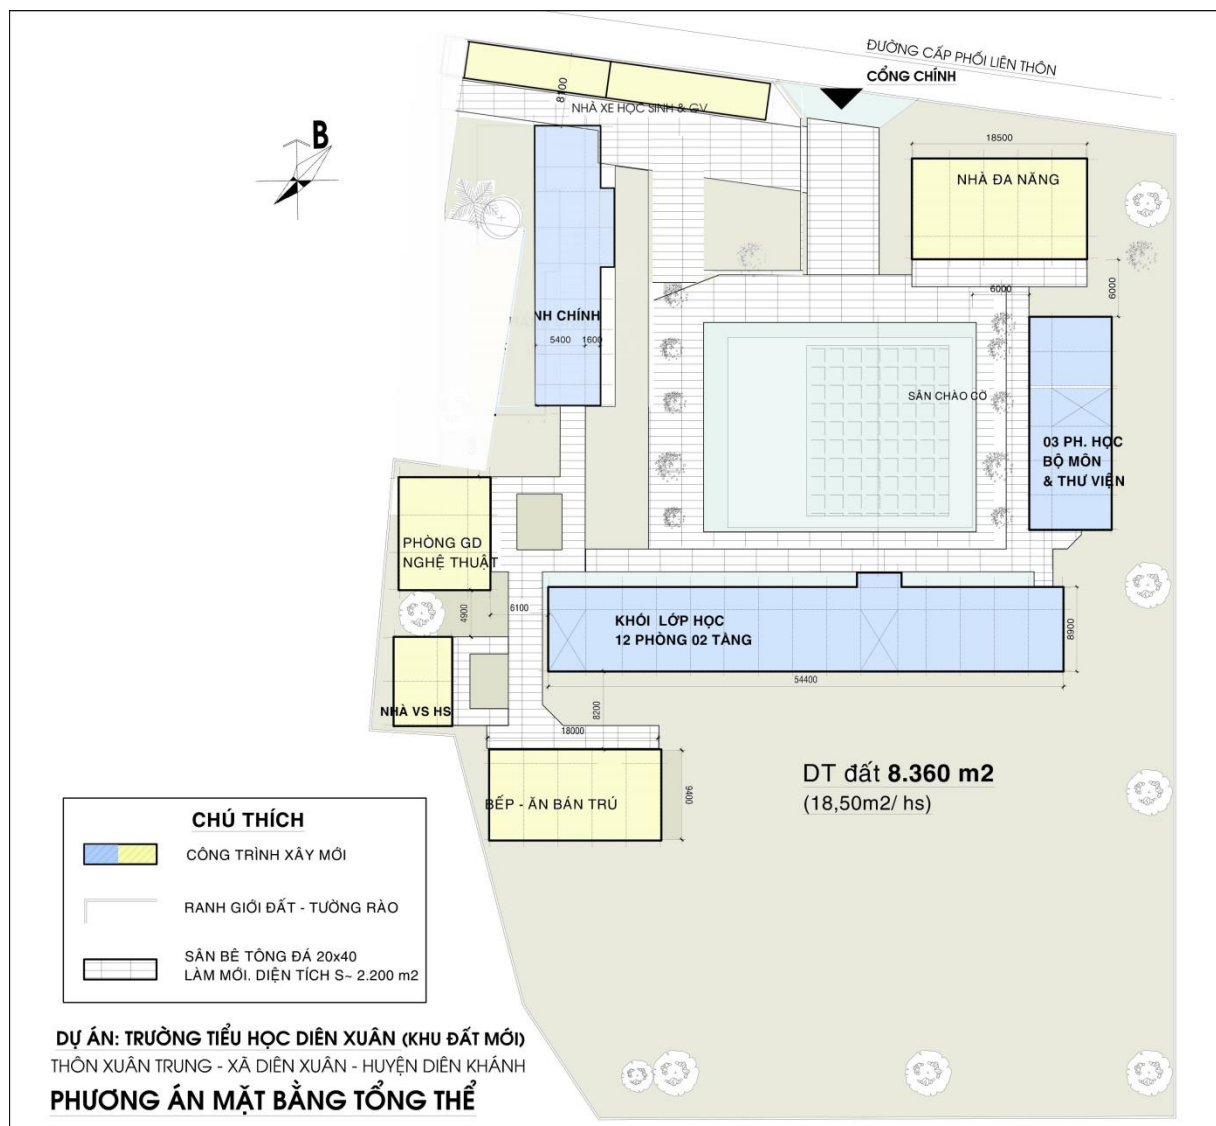 ĐƯỜNG CẤP PHỐI LIÊN THÔN
CỔNG CHÍNH
B
8100
NHÀ XE HỌC SINH & GV
18500
NHÀ ĐA NĂNG
6000
6000
NH CHÍNH
5400
1600
SÂN CHÀO CỜ
03 PH. HỌC
BỘ MÔN
& THƯ VIỆN
PHÒNG GD
NGHỆ THUẬT
4900
6100
KHỐI LỚP HỌC
12 PHÒNG 02 TẦNG
8900
54400
NHÀ VS HS
8200
18000
BẾP - ĂN BÁN TRÚ
9400
DT đất 8.360 m2
(18,50m2/ hs)
CHÚ THÍCH
CÔNG TRÌNH XÂY MỚI
RANH GIỚI ĐẤT - TƯỜNG RÀO
SÂN BÊ TÔNG ĐÁ 20x40
LÀM MỚI. DIỆN TÍCH S~ 2.200 m2
DỰ ÁN: TRƯỜNG TIỂU HỌC DIÊN XUÂN (KHU ĐẤT MỚI)
THÔN XUÂN TRUNG - XÃ DIÊN XUÂN - HUYỆN DIÊN KHÁNH
PHƯƠNG ÁN MẶT BẰNG TỔNG THỂ